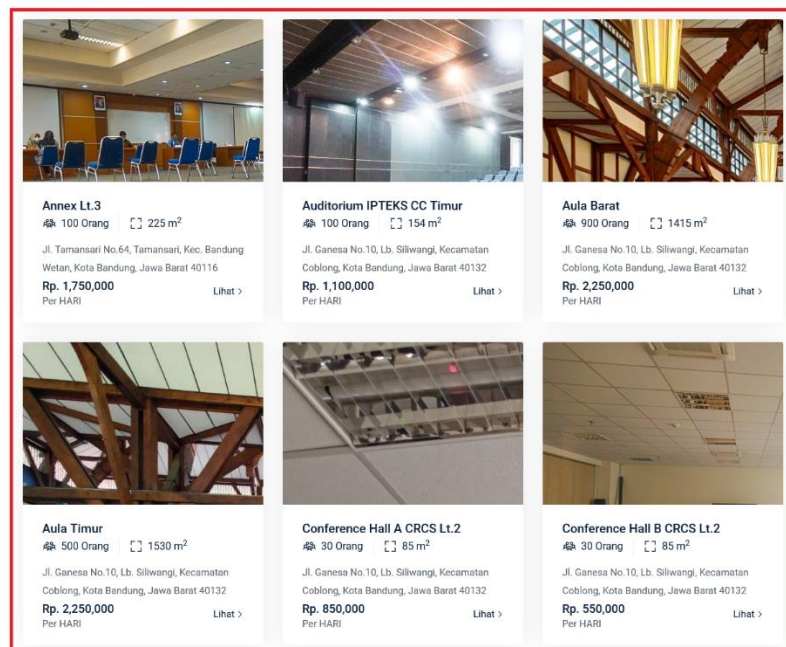 Annex Lt.3
100 Orang 225 m²
Jl. Tamansari No.64, Tamansari, Kec. Bandung
Wetan, Kota Bandung, Jawa Barat 40116
Rp. 1,750,000
Per HARI
Lihat >
Auditorium IPTEKS CC Timur
100 Orang 154 m²
Jl. Ganesa No.10, Lb. Siliwangi, Kecamatan
Coblong, Kota Bandung, Jawa Barat 40132
Rp. 1,100,000
Per HARI
Lihat >
Aula Barat
900 Orang 1415 m²
Jl. Ganesa No.10, Lb. Siliwangi, Kecamatan
Coblong, Kota Bandung, Jawa Barat 40132
Rp. 2,250,000
Per HARI
Lihat >
Aula Timur
500 Orang 1530 m²
Jl. Ganesa No.10, Lb. Siliwangi, Kecamatan
Coblong, Kota Bandung, Jawa Barat 40132
Rp. 2,250,000
Per HARI
Lihat >
Conference Hall A CRCS Lt.2
30 Orang 85 m²
Jl. Ganesa No.10, Lb. Siliwangi, Kecamatan
Coblong, Kota Bandung, Jawa Barat 40132
Rp. 850,000
Per HARI
Lihat >
Conference Hall B CRCS Lt.2
30 Orang 85 m²
Jl. Ganesa No.10, Lb. Siliwangi, Kecamatan
Coblong, Kota Bandung, Jawa Barat 40132
Rp. 550,000
Per HARI
Lihat >